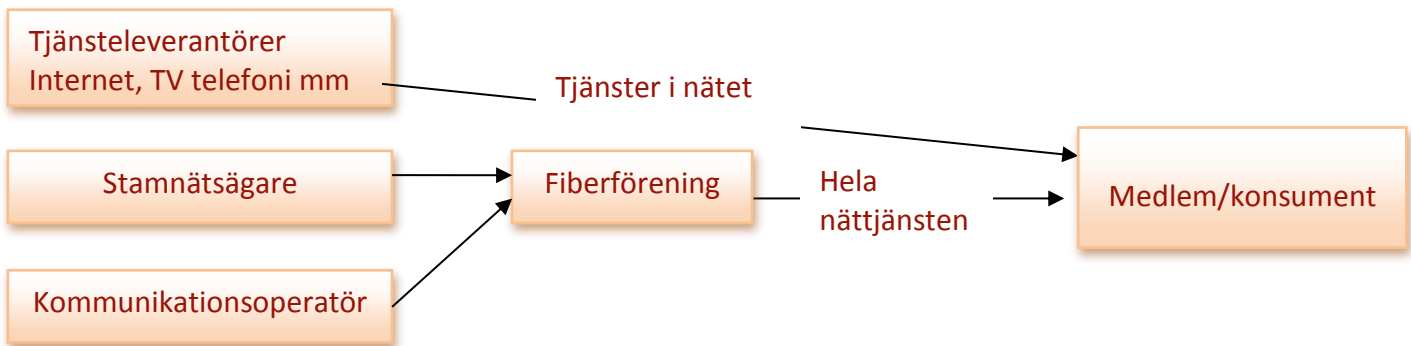 Tjänsteleverantörer
Internet, TV telefoni mm
Tjänster i nätet
Stamnätsägare
Fiberförening
Hela
nättjänsten
Medlem/konsument
Kommunikationsoperatör